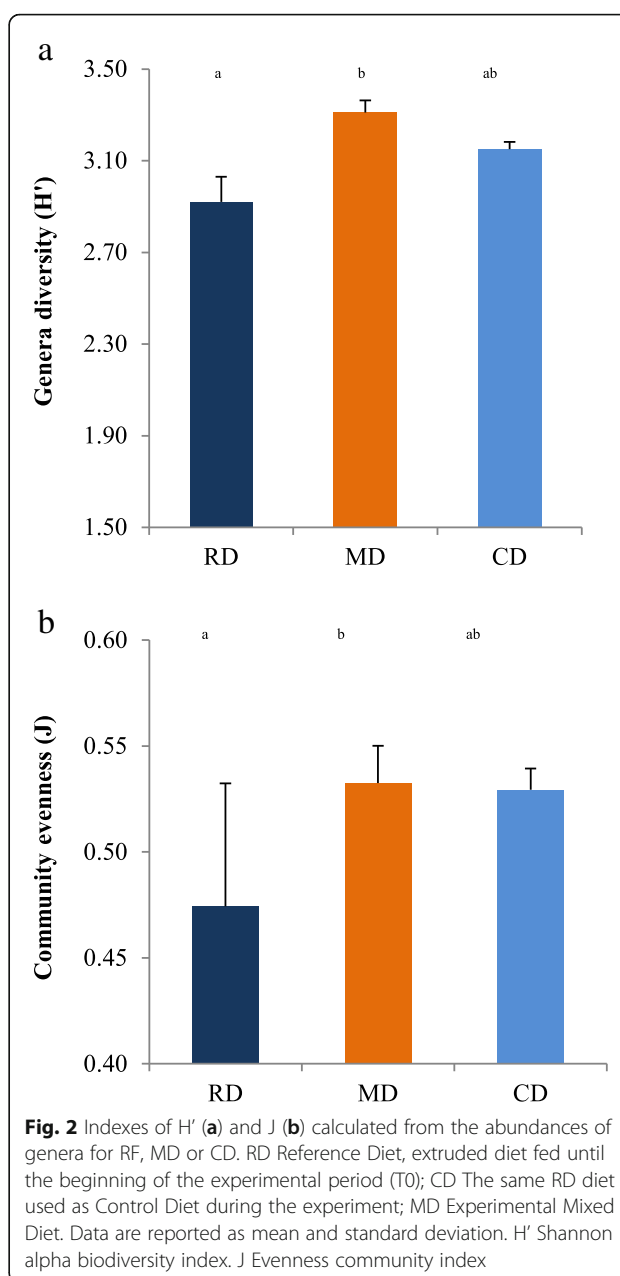 a
a b ab
3.50
3.10
2.70
2.30
1.90
1.50
Genera diversity (H')
RD MD CD
b
a b ab
0.60
0.55
0.50
0.45
0.40
Community evenness (J)
RD MD CD
Fig. 2 Indexes of H’ (a) and J (b) calculated from the abundances of
genera for RF, MD or CD. RD Reference Diet, extruded diet fed until
the beginning of the experimental period (T0); CD The same RD diet
used as Control Diet during the experiment; MD Experimental Mixed
Diet. Data are reported as mean and standard deviation. H’ Shannon
alpha biodiversity index. J Evenness community index